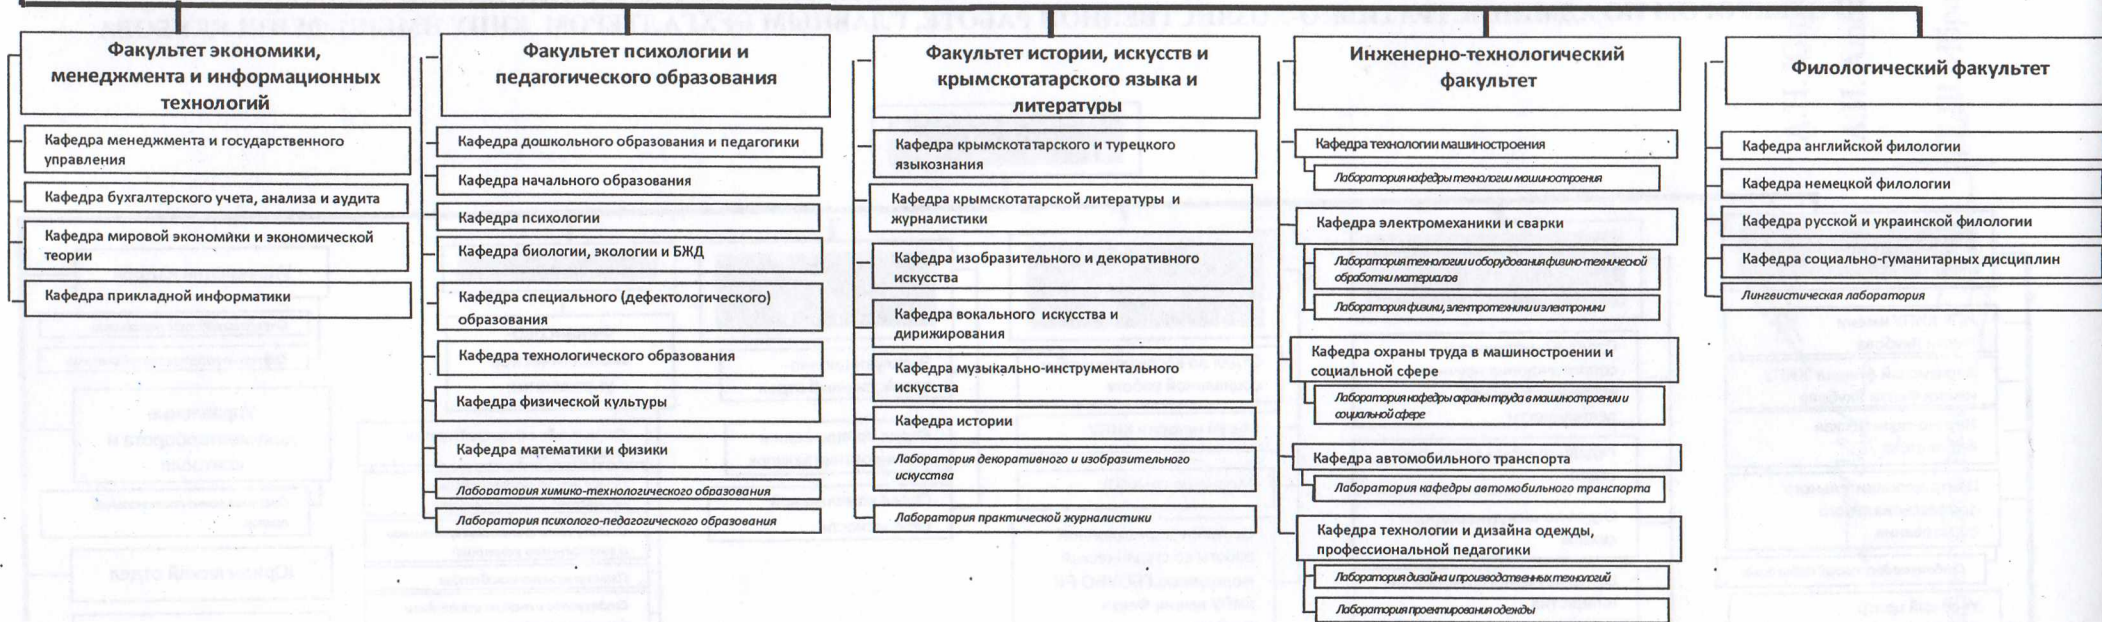 Факультет экономики,
менеджмента и информационных
технологий
Кафедра менеджмента и государственного
управления
Кафедра бухгалтерского учета, анализа и аудита
Кафедра мировой экономики и экономической
теории
Кафедра прикладной информатики
Факультет психологии и
педагогического образования
Кафедра дошкольного образования и педагогики
Кафедра начального образования
Кафедра психологии
Кафедра биологии, экологии и БЖД
Кафедра специального (дефектологического)
образования
Кафедра технологического образования
Кафедра физической культуры
Кафедра математики и физики
Лаборатория химико-технологического образования
Лаборатория психолого-педагогического образования
Факультет истории, искусств и
крымскотатарского языка и
литературы
Кафедра крымскотатарского и турецкого
языкознания
Кафедра крымскотатарской литературы и
журналистики
Кафедра изобразительного и декоративного
искусства
Кафедра вокального искусства и
дирижирования
Кафедра музыкально-инструментального
искусства
Кафедра истории
Лаборатория декоративного и изобразительного
искусства
Лаборатория практической журналистики
Инженерно-технологический
факультет
Кафедра технологии машиностроения
Лаборатория кафедры технологии машиностроения
Кафедра электромеханики и сварки
Лаборатория технологии и оборудования физико-технической
обработки материалов
Лаборатория физики, электротехники и электроники
Кафедра охраны труда в машиностроении и
социальной сфере
Лаборатория кафедры охраны труда в машиностроении и
социальной сфере
Кафедра автомобильного транспорта
Лаборатория кафедры автомобильного транспорта
Кафедра технологии и дизайна одежды,
профессиональной педагогики
Лаборатория дизайна и производственных технологий
Лаборатория проектирования одежды
Филологический факультет
Кафедра английской филологии
Кафедра немецкой филологии
Кафедра русской и украинской филологии
Кафедра социально-гуманитарных дисциплин
Лингвистическая лаборатория